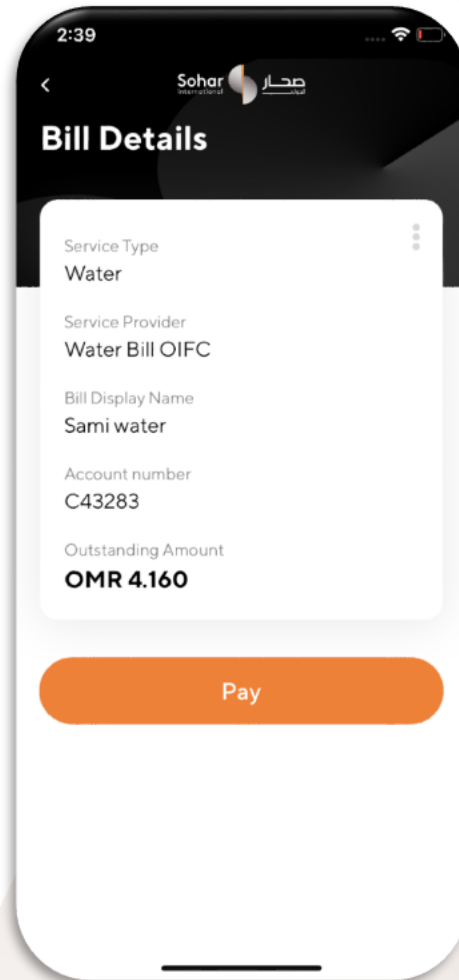 2:39
Sohar صحار
International الدولي
Bill Details
Service Type
Water
Service Provider
Water Bill OIFC
Bill Display Name
Sami water
Account number
C43283
Outstanding Amount
OMR 4.160
Pay